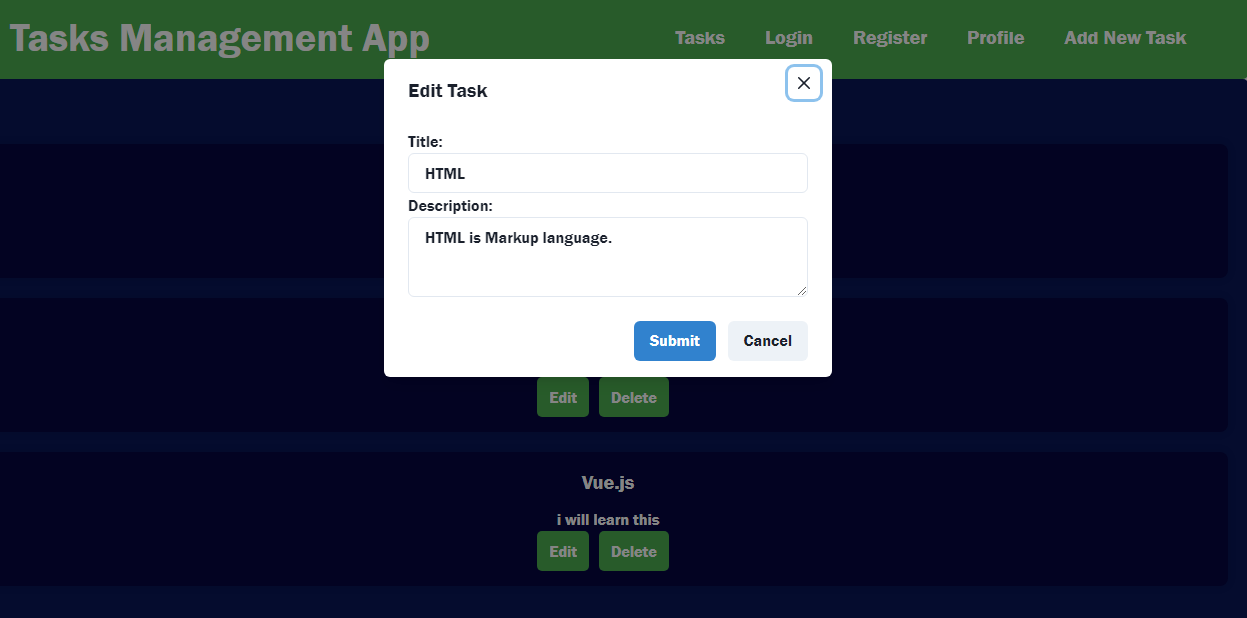 Tasks Management App
Tasks Login Register Profile Add New Task
Edit Task
Title:
HTML
Description:
HTML is Markup language.
Submit Cancel
Edit Delete
Vue.js
i will learn this
Edit Delete